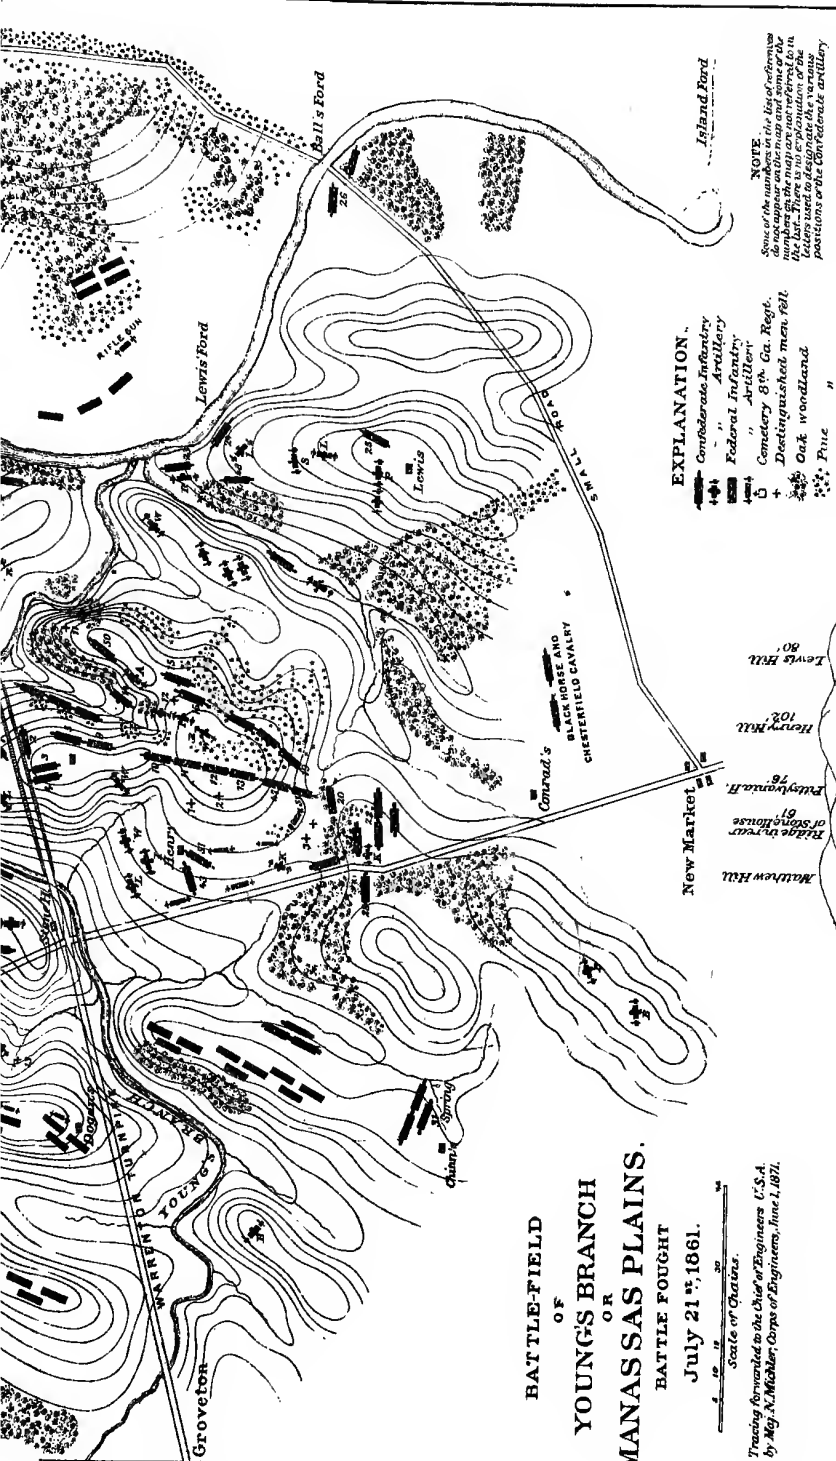 BATTLE-FIELD
OF
YOUNG'S BRANCH
OR
MANASSAS PLAINS.
BATTLE FOUGHT
July 21st, 1861.
Scale of Chains.
Tracing forwarded to the Chief of Engineers U.S.A.
by Maj. N. Michler, Corps of Engineers, June 1, 1871.
Groveton
WARRENTON TURNPIKE
YOUNG'S BRANCH
Dogan's
Chinn's
Spring
Stone H.
Henry
New Market
Conrad's
BLACK HORSE AND
CHESTERFIELD CAVALRY
SMALL ROAD
Lewis
Lewis' Ford
RIFLE GUN
Ball's Ford
Island Ford
Matthew Hill
Ridge in rear
of Stone House
61
Pittsylvania H.
76'
Henry Hill
102'
Lewis Hill
80'
EXPLANATION.
Confederate Infantry
" Artillery
Federal Infantry
" Artillery
Cemetery 8th Ga. Regt.
Destinguished men fell.
Oak woodland
Pine "
NOTE.
Some of the numbers in the list of references
do not appear on the map and some of the
numbers on the map are not referred to in
the list. There is no explanation of the
letters used to designate the various
positions of the Confederate artillery